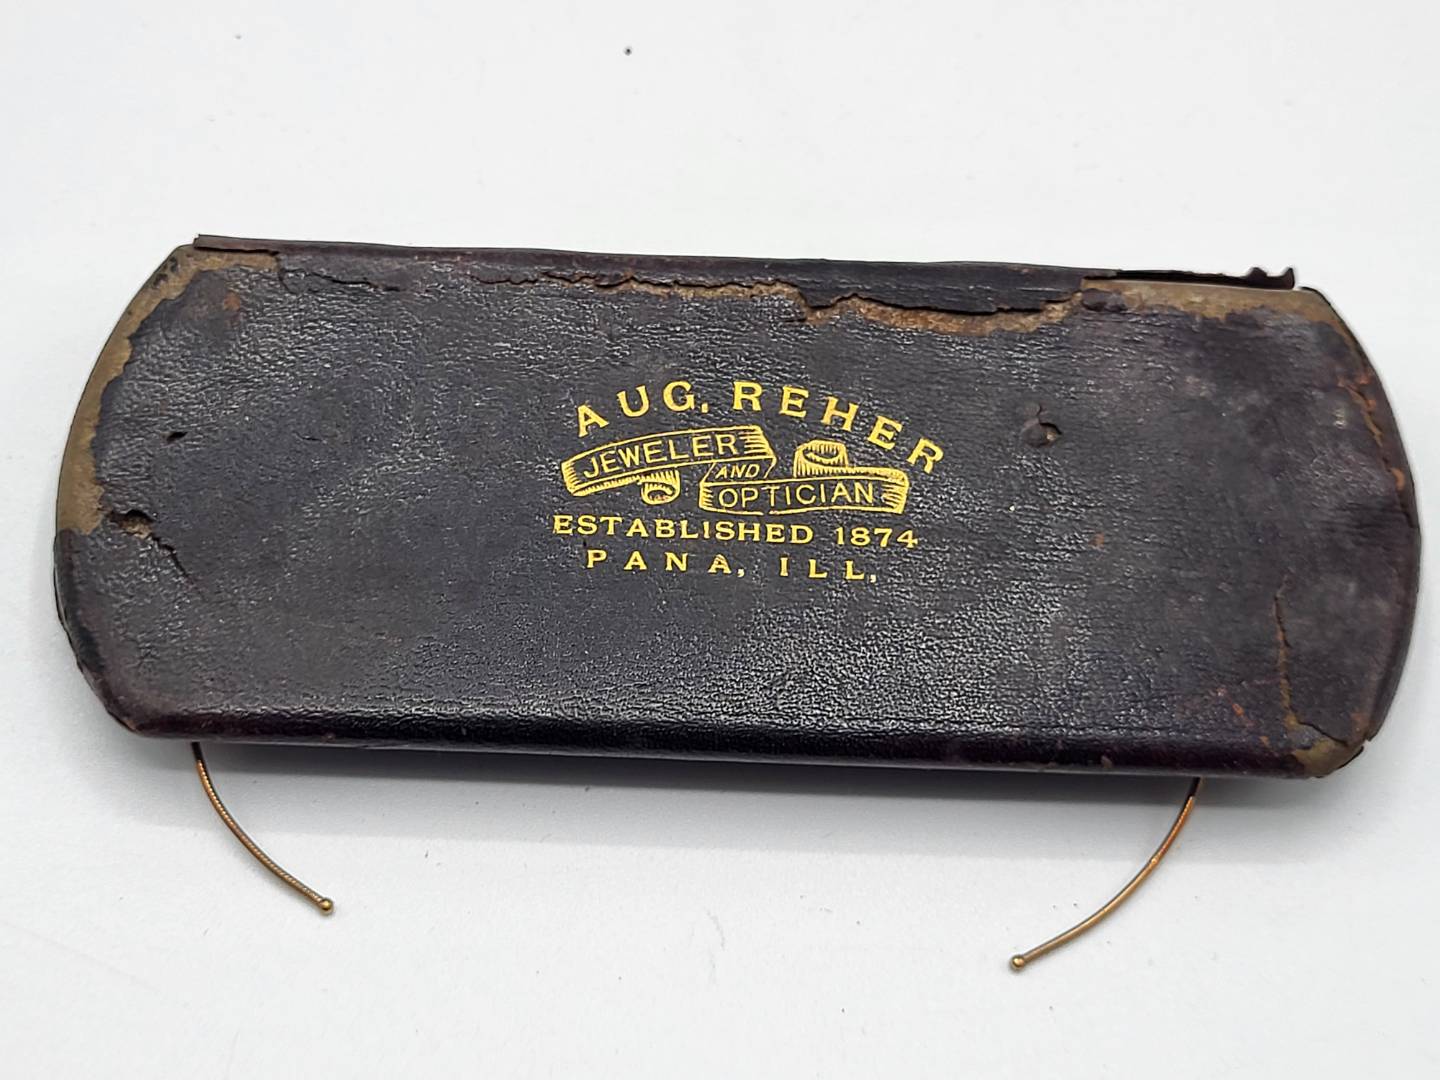 AUG. REHER
JEWELER
AND
OPTICIAN
ESTABLISHED 1874
PANA, ILL,